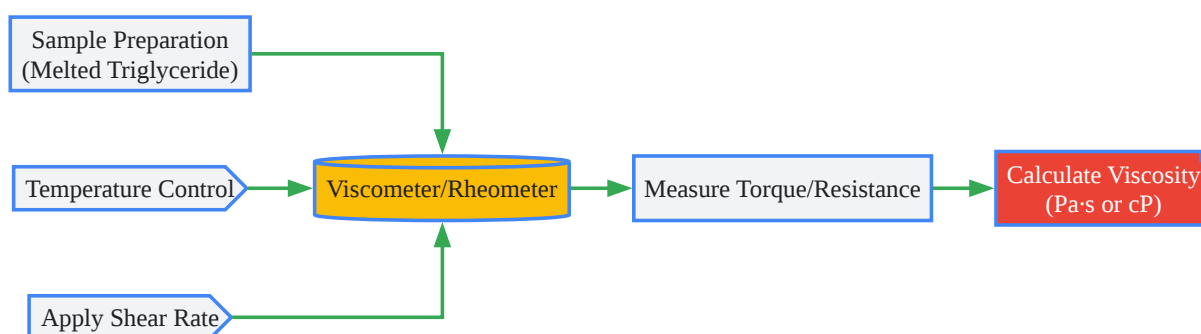 Sample Preparation
(Melted Triglyceride)
Temperature Control
Viscometer/Rheometer
Measure Torque/Resistance
Calculate Viscosity
(Pa·s or cP)
Apply Shear Rate